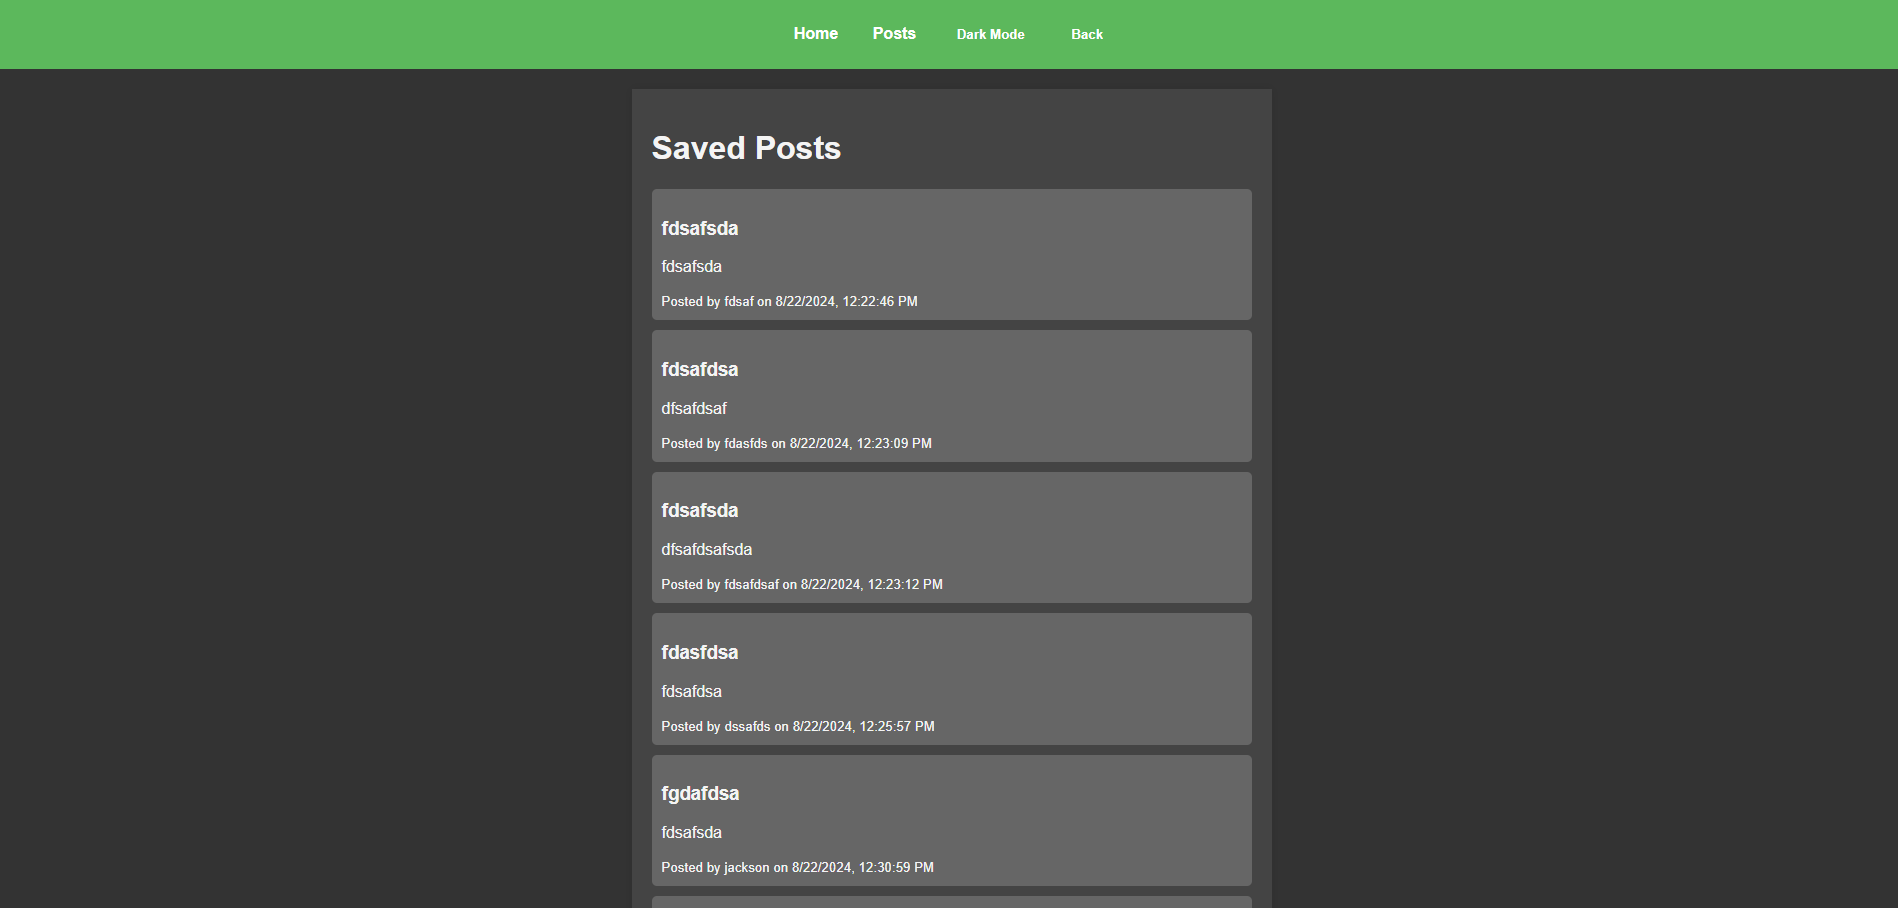 Home Posts Dark Mode Back
Saved Posts
fdsafsda
fdsafsda
Posted by fdsaf on 8/22/2024, 12:22:46 PM
fdsafdsa
dfsafdsaf
Posted by fdasfds on 8/22/2024, 12:23:09 PM
fdsafsda
dfsafdsafsda
Posted by fdsafdsaf on 8/22/2024, 12:23:12 PM
fdasfdsa
fdsafdsa
Posted by dssafds on 8/22/2024, 12:25:57 PM
fgdafdsa
fdsafsda
Posted by jackson on 8/22/2024, 12:30:59 PM